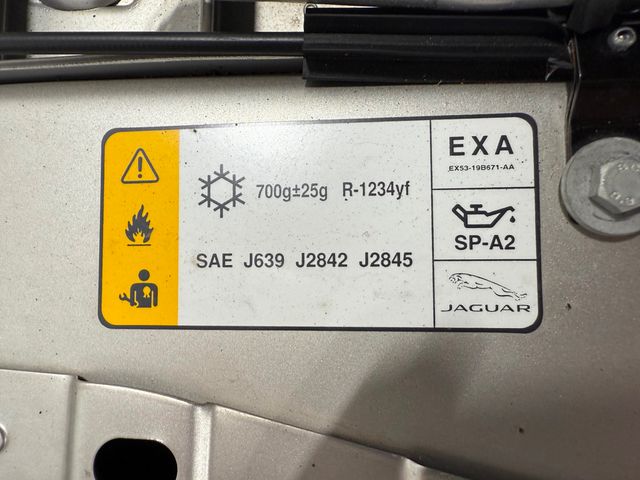 700g±25g R-1234yf
SAE J639 J2842 J2845
EXA
EX53-19B671-AA
SP-A2
JAGUAR